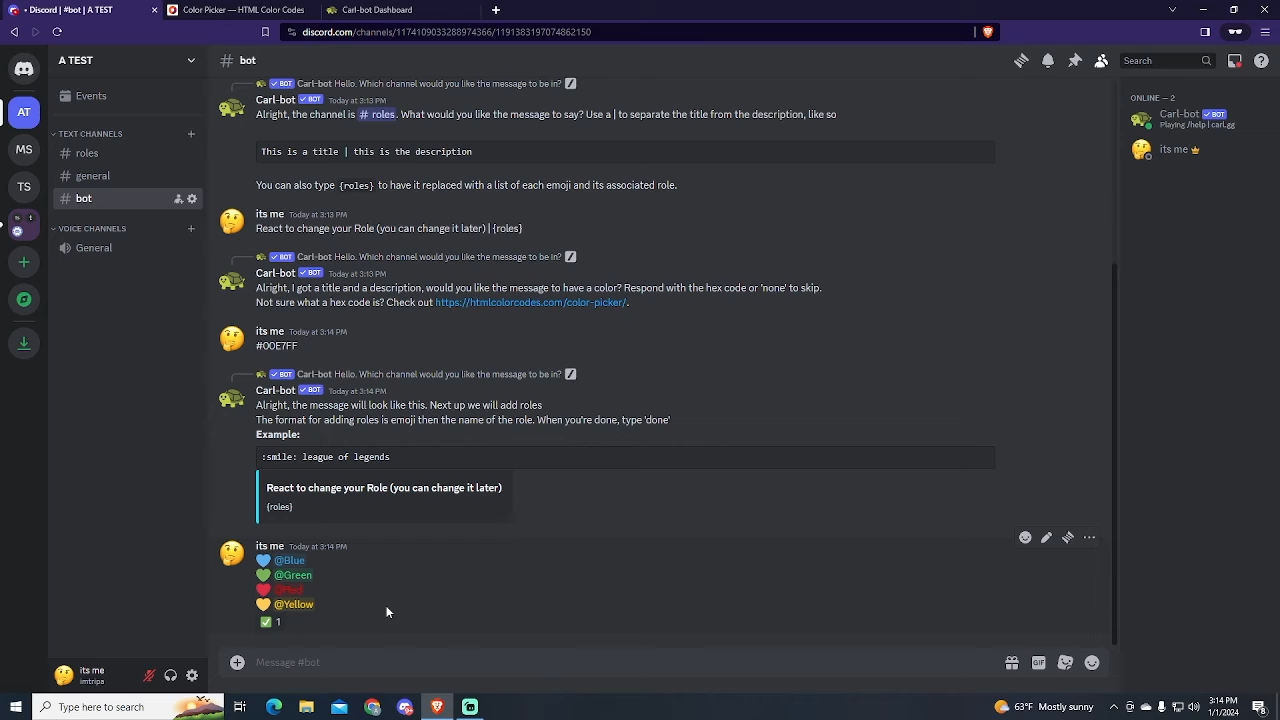 Discord | #bot | A TEST
Color Picker — HTML Color Codes
Carl-bot Dashboard
discord.com/channels/1174109033288974366/1191383197074862150
A TEST
# bot
Search
Events
AT
TEXT CHANNELS
MS
# roles
# general
TS
# bot
VOICE CHANNELS
General
BOT Carl-bot Hello. Which channel would you like the message to be in?
Carl-bot BOT Today at 3:13 PM
Alright, the channel is # roles. What would you like the message to say? Use a | to separate the title from the description, like so
This is a title | this is the description
You can also type {roles} to have it replaced with a list of each emoji and its associated role.
its me Today at 3:13 PM
React to change your Role (you can change it later) | {roles}
BOT Carl-bot Hello. Which channel would you like the message to be in?
Carl-bot BOT Today at 3:13 PM
Alright, I got a title and a description, would you like the message to have a color? Respond with the hex code or 'none' to skip.
Not sure what a hex code is? Check out https://htmlcolorcodes.com/color-picker/.
its me Today at 3:14 PM
#00E7FF
BOT Carl-bot Hello. Which channel would you like the message to be in?
Carl-bot BOT Today at 3:14 PM
Alright, the message will look like this. Next up we will add roles
The format for adding roles is emoji then the name of the role. When you're done, type 'done'
Example:
:smile: league of legends
React to change your Role (you can change it later)
{roles}
its me Today at 3:14 PM
@Blue
@Green
@Red
@Yellow
1
Message #bot
GIF
ONLINE — 2
Carl-bot BOT
Playing /help | carl.gg
its me
its me
imtripa
Type here to search
63°F Mostly sunny
3:14 PM
1/1/2024